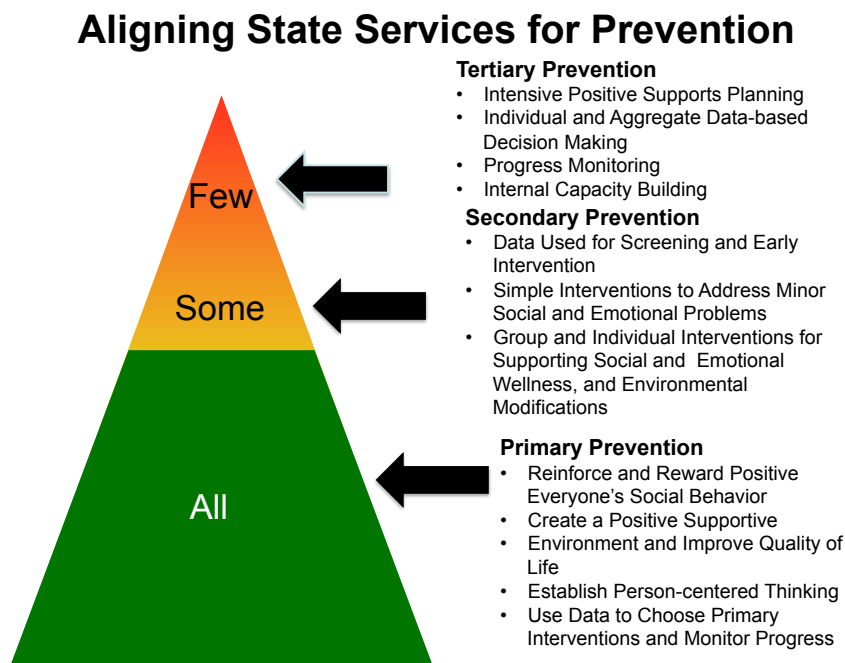 Aligning State Services for Prevention
Tertiary Prevention
• Intensive Positive Supports Planning
• Individual and Aggregate Data-based
Decision Making
• Progress Monitoring
• Internal Capacity Building
Few
Secondary Prevention
• Data Used for Screening and Early
Intervention
• Simple Interventions to Address Minor
Social and Emotional Problems
• Group and Individual Interventions for
Supporting Social and Emotional
Wellness, and Environmental
Modifications
Some
Primary Prevention
• Reinforce and Reward Positive
Everyone’s Social Behavior
• Create a Positive Supportive
• Environment and Improve Quality of
Life
• Establish Person-centered Thinking
• Use Data to Choose Primary
Interventions and Monitor Progress
All